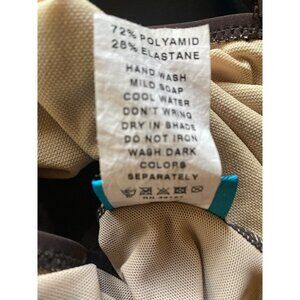 72% POLYAMID
28% ELASTANE
HAND WASH
MILD SOAP
COOL WATER
DON'T WRING
DRY IN SHADE
DO NOT IRON
WASH DARK
COLORS
SEPARATELY